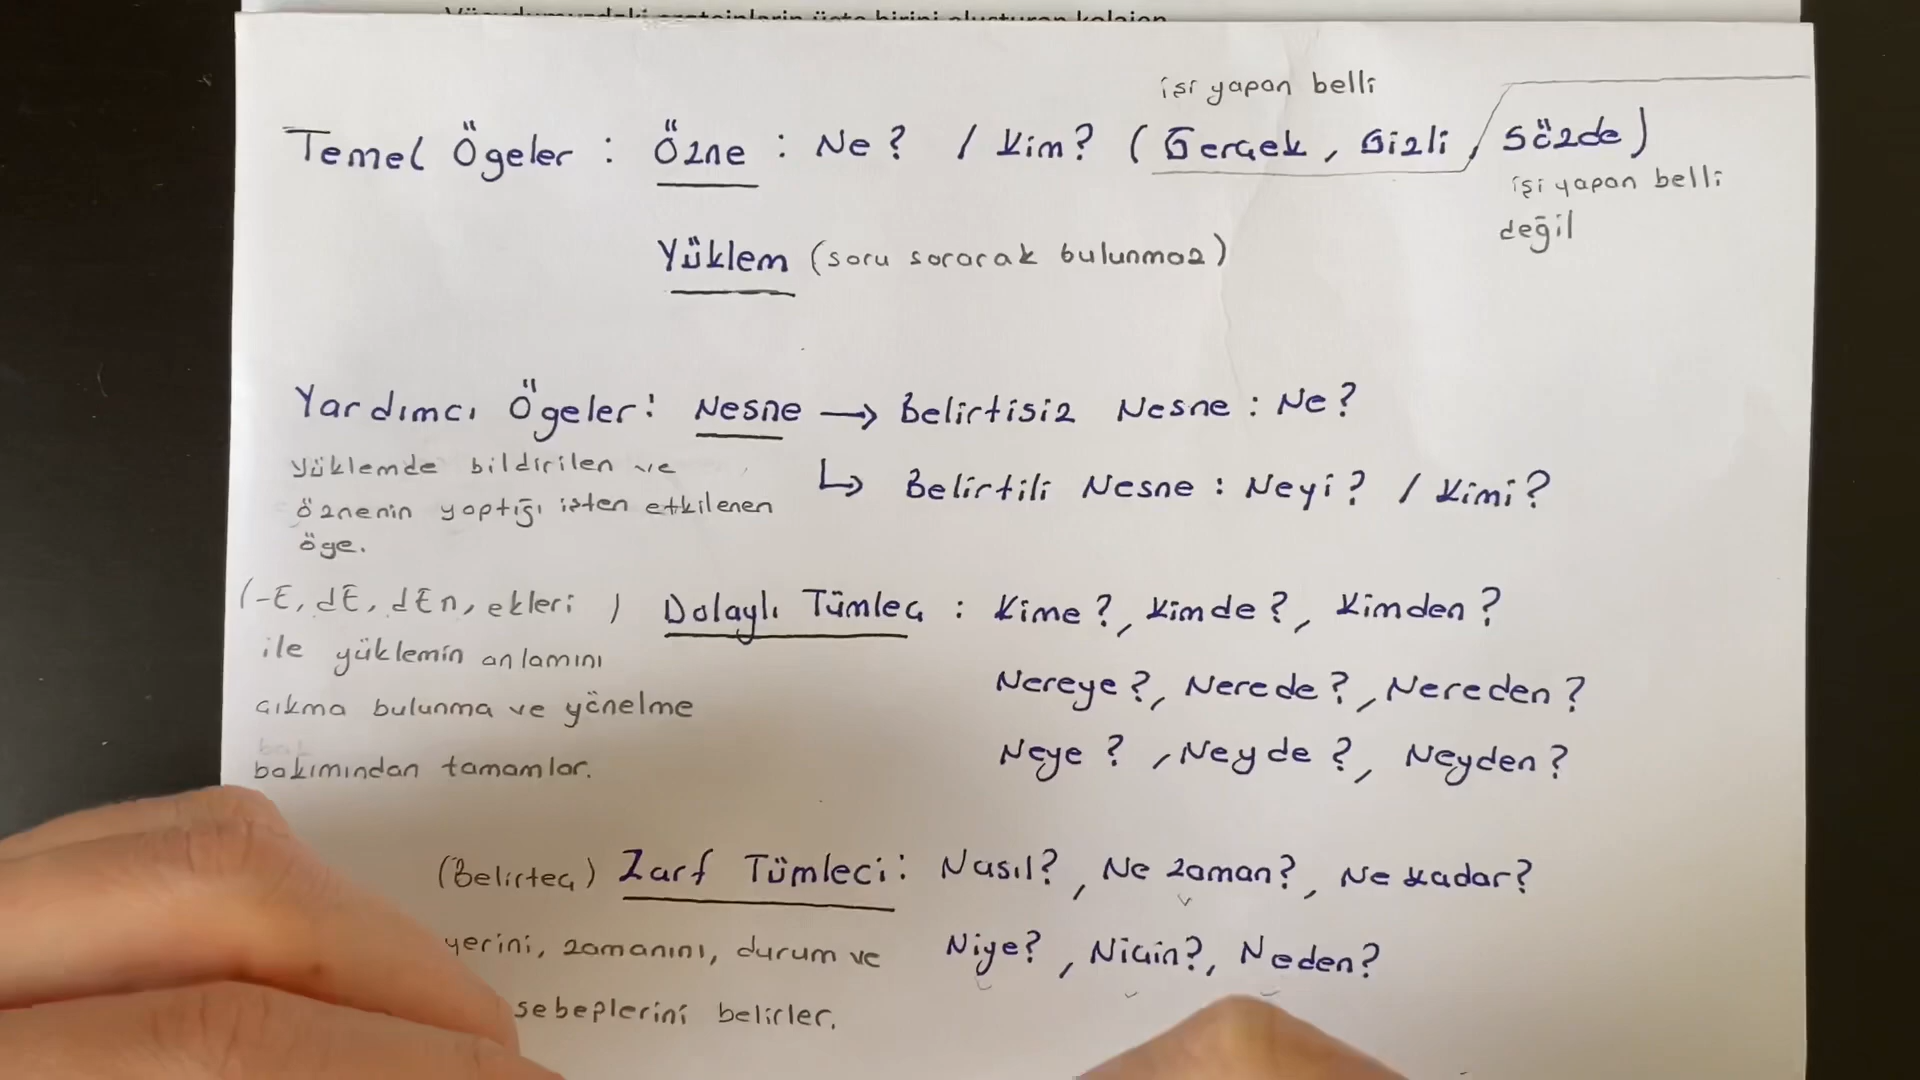 işi yapan belli
Temel Ögeler : Özne : Ne? / Kim? ( Gerçek, Gizli, Sözde )
işi yapan belli
değil
Yüklem (soru sorarak bulunmaz)
Yardımcı Ögeler: Nesne → Belirtisiz Nesne : Ne?
↳ Belirtili Nesne : Neyi? / Kimi?
Yüklemde bildirilen ve
öznenin yaptığı işten etkilenen
öge.
(-E, dE, dEn, ekleri ) Dolaylı Tümleç : Kime?, Kimde?, Kimden?
ile yüklemin anlamını
çıkma bulunma ve yönelme
bakımından tamamlar.
Nereye?, Nerede?, Nereden?
Neye?, Neyde?, Neyden?
(Belirteç) Zarf Tümleci: Nasıl?, Ne zaman?, Ne kadar?
Niye?, Niçin?, Neden?
yerini, zamanını, durum ve
sebeplerini belirler.